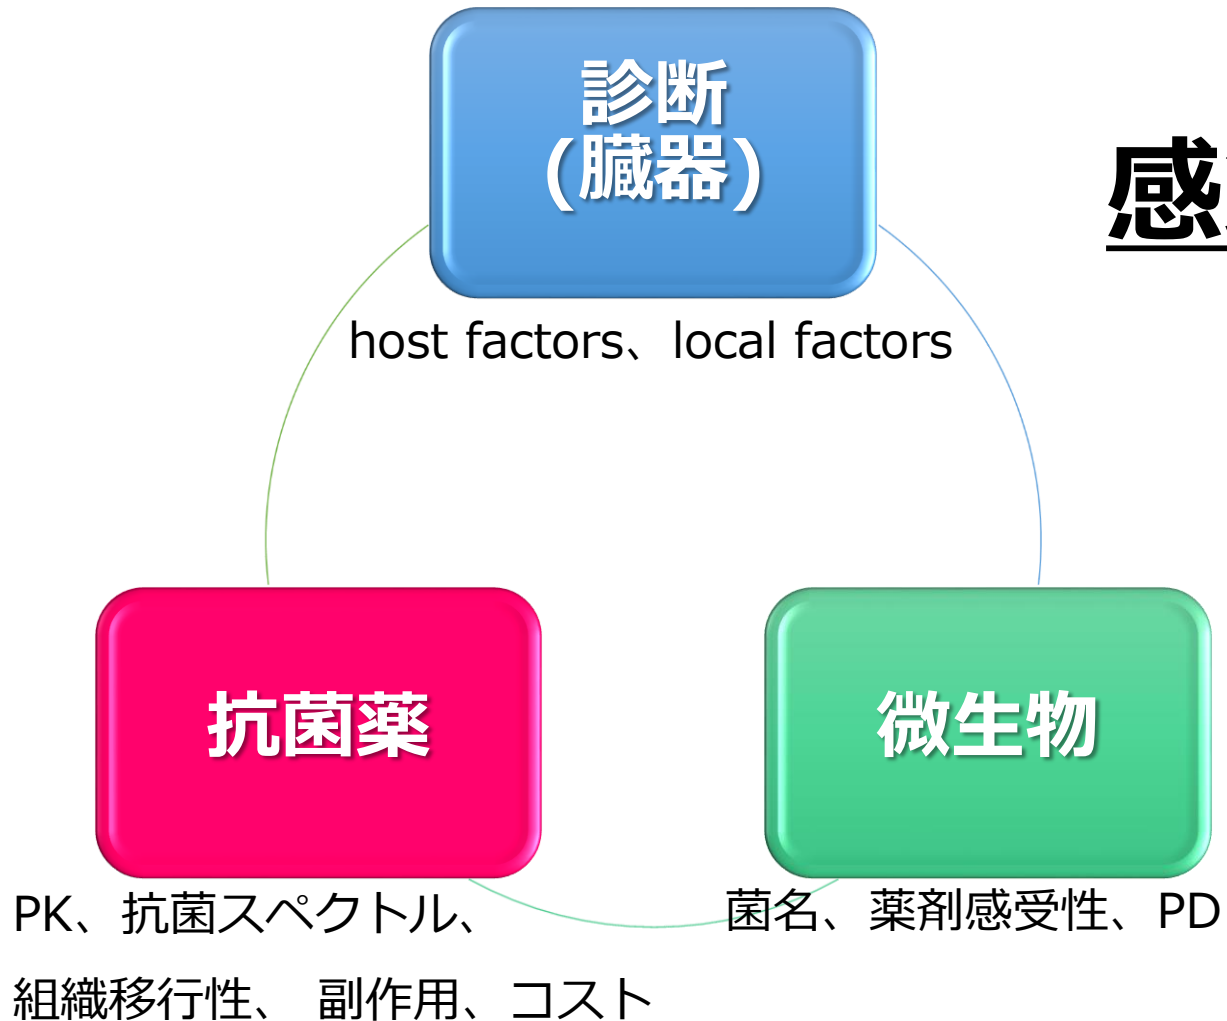 診断
(臓器)
感
host factors、local factors
抗菌薬
微生物
PK、抗菌スペクトル、
組織移行性、 副作用、コスト
菌名、薬剤感受性、PD